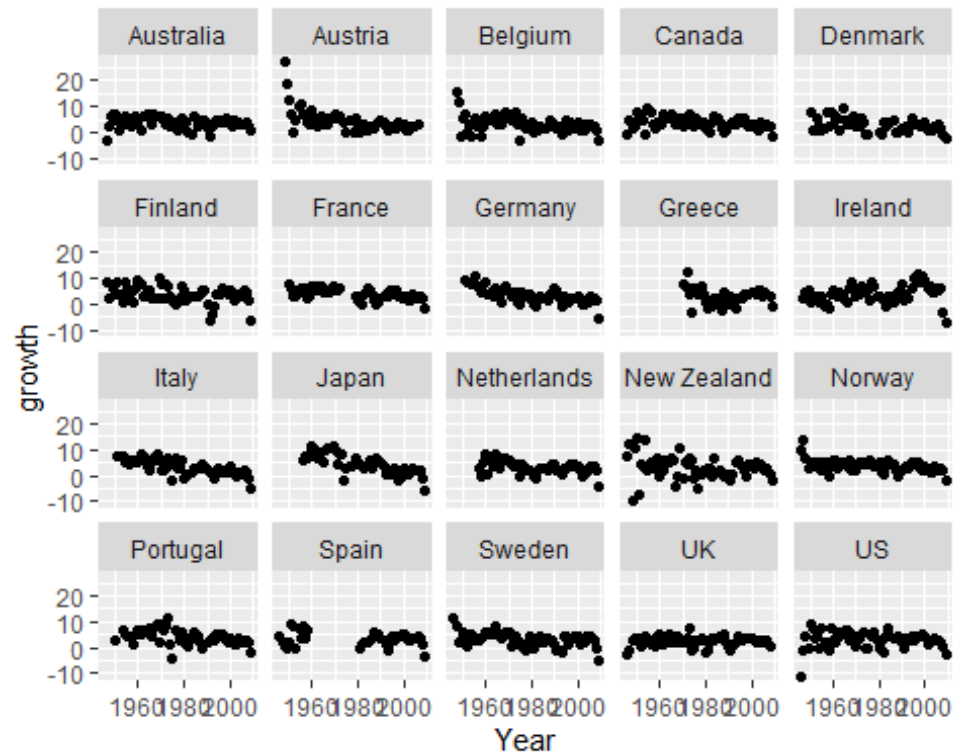 Australia Austria Belgium Canada Denmark
20
10
0
-10
Finland France Germany Greece Ireland
20
10
0
-10
growth
Italy Japan Netherlands New Zealand Norway
20
10
0
-10
Portugal Spain Sweden UK US
20
10
0
-10
1960 1980 2000 1960 1980 2000 1960 1980 2000 1960 1980 2000 1960 1980 2000
Year